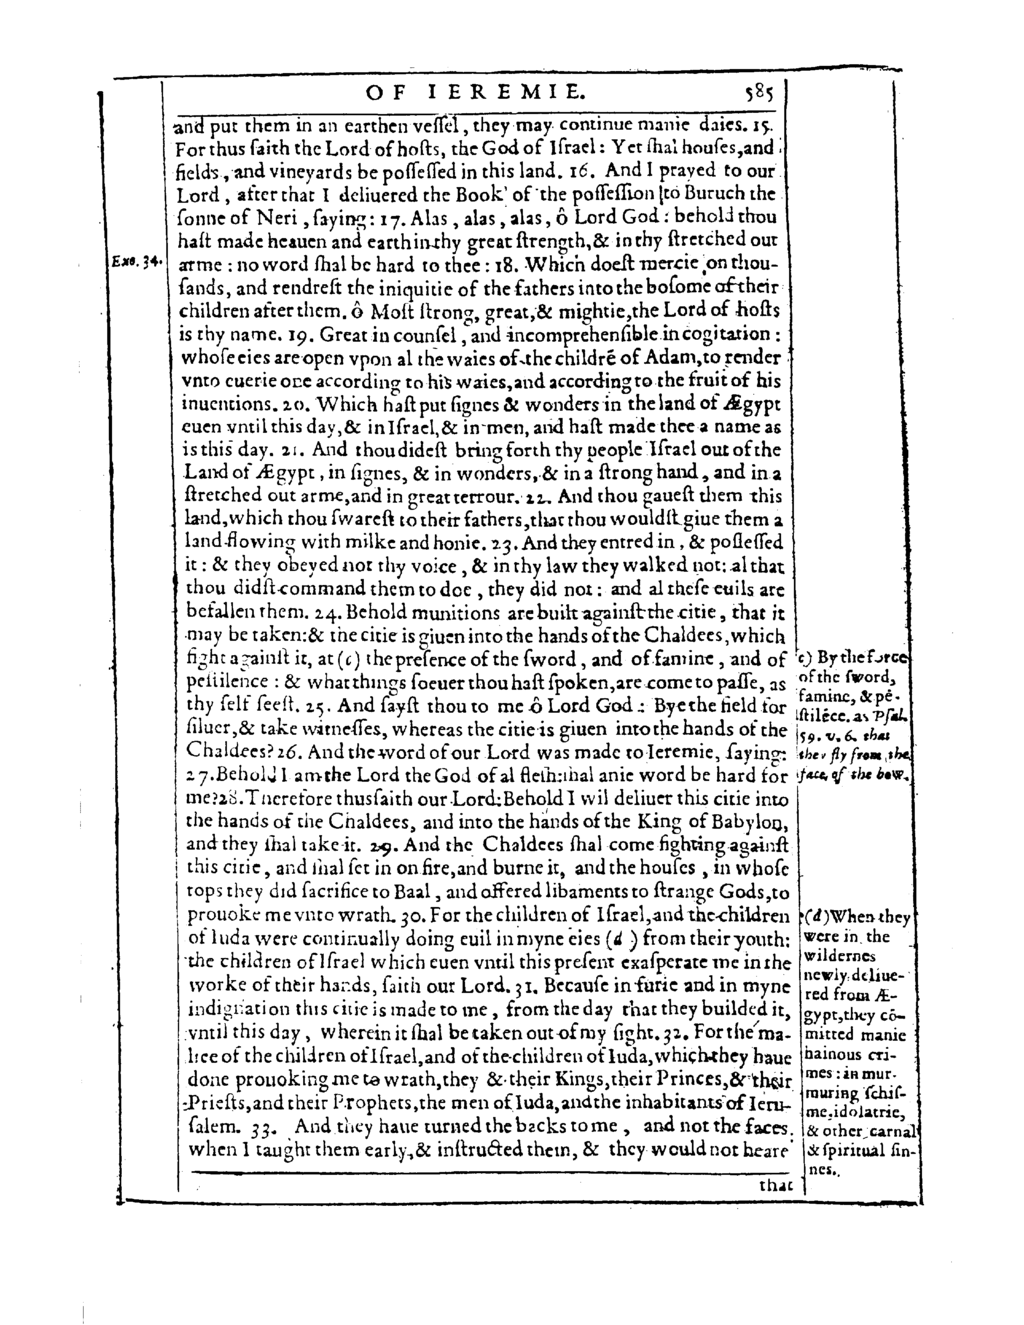 OF IEREMIE. 585
and put them in an earthen veſſel, they may continue manie daies. 15.
For thus ſaith the Lord of hoſts, the God of Iſrael: Yet ſhal houſes,and
fields, and vineyards be poſſeſſed in this land. 16. And I prayed to our
Lord, after that I deliuered the Book of the poſſeſſion to Buruch the
ſonne of Neri, ſaying: 17. Alas, alas, alas, ô Lord God: behold thou
haſt made heauen and earth in thy great ſtrength,& in thy ſtretched out
Exo. 34. arme: no word ſhal be hard to thee: 18. Which doeſt mercie on thou-
ſands, and rendreſt the iniquitie of the fathers into the boſome of their
children after them. ô Moſt ſtrong, great,& mightie,the Lord of hoſts
is thy name. 19. Great in counſel, and incomprehenſible in cogitation:
whoſe eies are open vpon al the waies of the childrē of Adam,to render
vnto euerie one according to his waies,and according to the fruit of his
inuentions. 20. Which haſt put ſignes & wonders in the land of Ægypt
euen vntil this day,& in Iſrael,& in men, and haſt made thee a name as
is this day. 21. And thou dideſt bring forth thy people Iſrael out of the
Land of Ægypt, in ſignes, & in wonders, & in a ſtrong hand, and in a
ſtretched out arme,and in great terrour. 22. And thou gaueſt them this
land,which thou ſwareſt to their fathers,that thou wouldſt giue them a
land flowing with milke and honie. 23. And they entred in, & poſſeſſed
it: & they obeyed not thy voice, & in thy law they walked not: al that
thou didſt command them to doe, they did not: and al theſe euils are
befallen them. 24. Behold munitions are built againſt the citie, that it
may be taken:& the citie is giuen into the hands of the Chaldees,which
fight againſt it, at (c) the preſence of the ſword, and of famine, and of
peſtilence: & what things ſoeuer thou haſt ſpoken,are come to paſſe, as
thy ſelf ſeeſt. 25. And ſayſt thou to me ô Lord God: Bye the field for
ſiluer,& take witneſſes, whereas the citie is giuen into the hands of the
Chaldees? 26. And the word of our Lord was made to Ieremie, ſaying:
27. Behold I am the Lord the God of al fleſh: ſhal anie word be hard for
me? 28. Therefore thus ſaith our Lord: Behold I wil deliuer this citie into
the hands of the Chaldees, and into the hands of the King of Babylon,
and they ſhal take it. 29. And the Chaldees ſhal come fighting againſt
this citie, and ſhal ſet in on fire,and burne it, and the houſes, in whoſe
tops they did ſacrifice to Baal, and offered libaments to ſtrange Gods,to
prouoke me vnto wrath. 30. For the children of Iſrael,and the children
of Iuda were continually doing euil in myne eies (d) from their youth:
the children of Iſrael which euen vntil this preſent exaſperate me in the
worke of their hands, ſaith our Lord. 31. Becauſe in furie and in myne
indignation this citie is made to me, from the day that they builded it,
vntil this day, wherein it ſhal be taken out of my ſight. 32. For the ma-
lice of the children of Iſrael,and of the children of Iuda,which they haue
done prouoking me to wrath,they & their Kings,their Princes,& their
Prieſts,and their Prophets,the men of Iuda,and the inhabitants of Ieru-
ſalem. 33. And they haue turned the backs to me, and not the faces.
when I taught them early,& inſtructed them, & they would not heare
that
c) By the force
of the ſword,
famine, & pē-
ſtilēce. as Pſal.
59. v. 6. that
they fly from the
face of the bow.
(d)When they
were in the
wildernes
newly deliue-
red from Æ-
gypt,they cō-
mitted manie
hainous cri-
mes: in mur-
muring ſchiſ-
me,idolatrie,
& other carnal
& ſpiritual ſin-
nes.